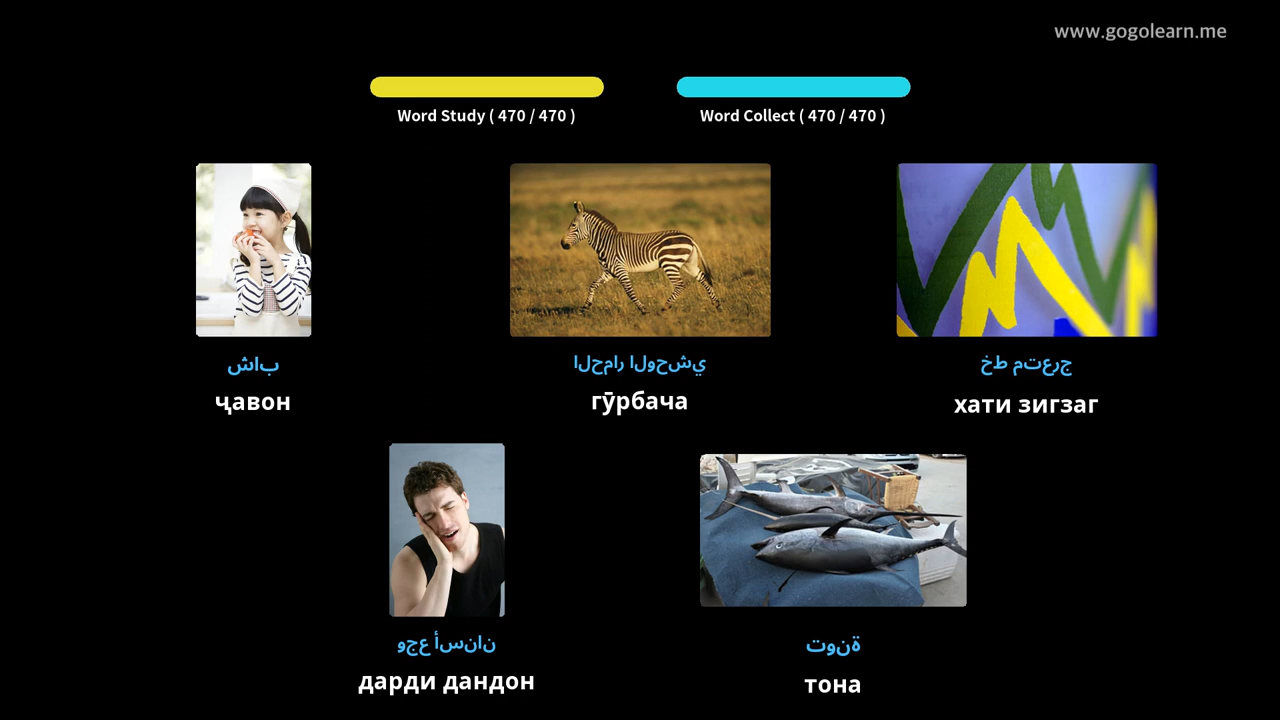 www.gogolearn.me
Word Study ( 470 / 470 )
Word Collect ( 470 / 470 )
شاب
الحمار الوحشي
خط متعرج
ҷавон
гӯрбача
хати зигзаг
وجع أسنان
تونة
дарди дандон
тона